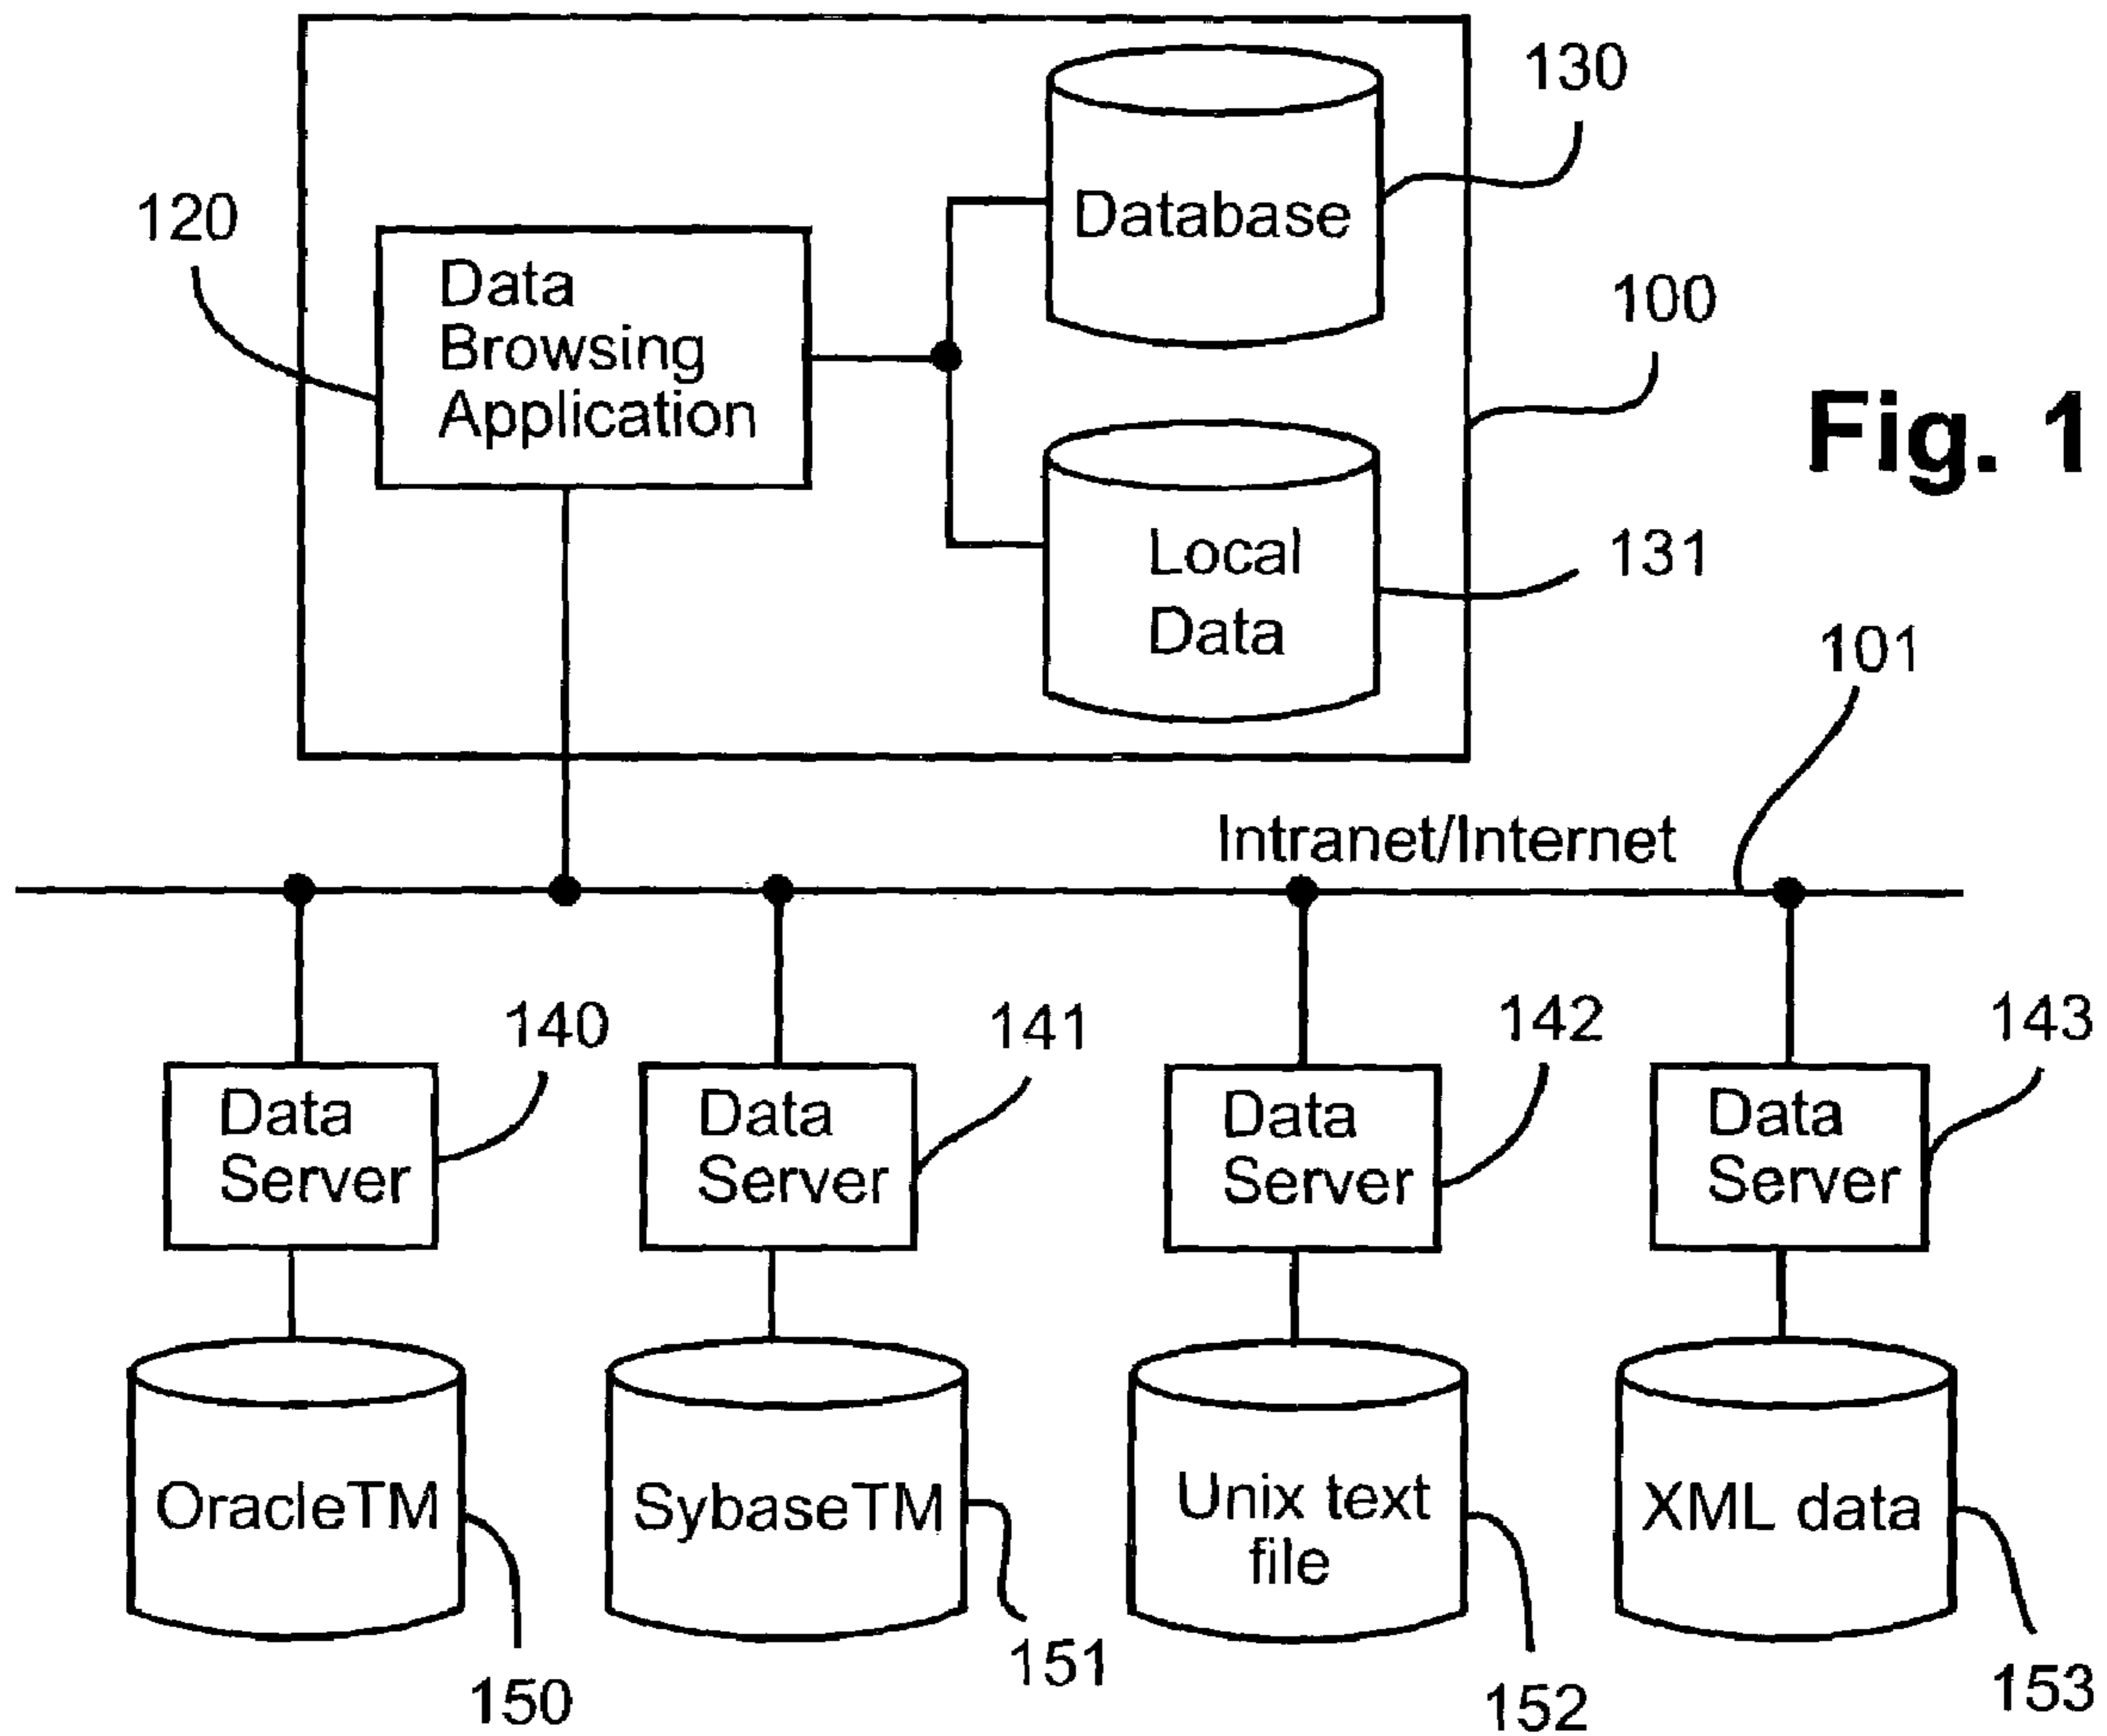 130
Database
120
Data
Browsing
Application
100
Fig. 1
Local
Data
131
101
Intranet/Internet
140
141
142
143
Data
Server
Data
Server
Data
Server
Data
Server
OracleTM
SybaseTM
Unix text
file
XML data
150
151
152
153